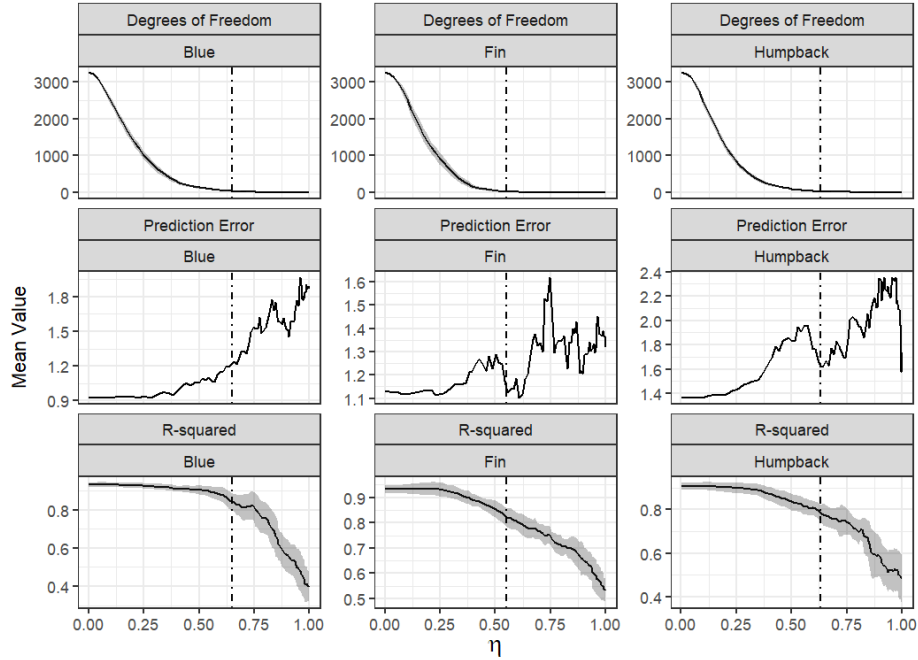 Degrees of Freedom Degrees of Freedom Degrees of Freedom
Blue Fin Humpback
3000 3000 3000
2000 2000 2000
1000 1000 1000
0 0 0
Prediction Error Prediction Error Prediction Error
Blue Fin Humpback
Mean Value
1.8 1.6 2.4
1.5 1.5 2.2
1.2 1.4 2.0
0.9 1.3 1.8
1.2 1.6
1.1 1.4
R-squared R-squared R-squared
Blue Fin Humpback
0.8 0.9 0.8
0.6 0.8 0.6
0.4 0.7 0.4
0.6
0.5
0.00 0.25 0.50 0.75 1.00 0.00 0.25 0.50 0.75 1.00 0.00 0.25 0.50 0.75 1.00
η